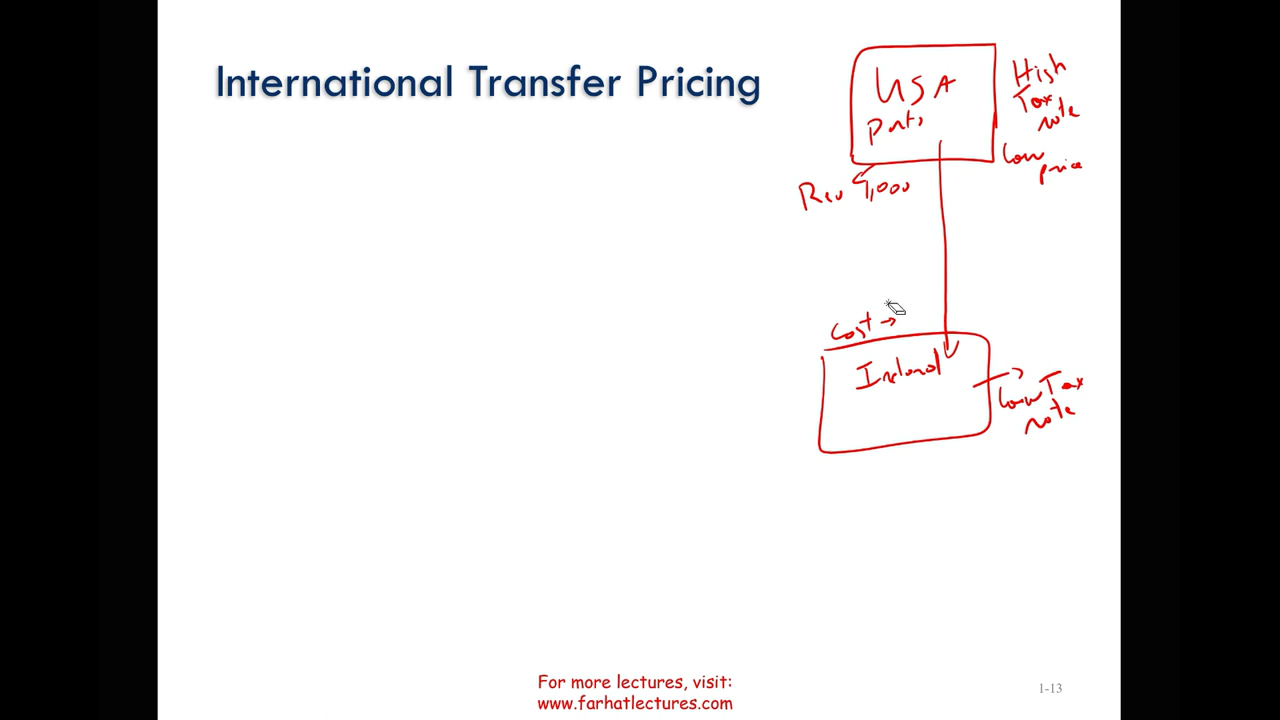 International Transfer Pricing
USA
Parts
High
Tax
rate
Low
price
Rev 9,000
Cost →
Ireland
Low Tax
rate
For more lectures, visit:
www.farhatlectures.com
1-13